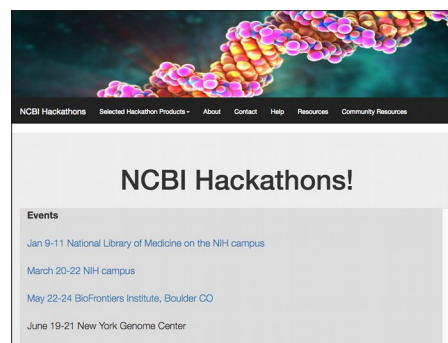 NCBI Hackathons Selected Hackathon Products About Contact Help Resources Community Resources
NCBI Hackathons!
Events
Jan 9-11 National Library of Medicine on the NIH campus
March 20-22 NIH campus
May 22-24 BioFrontiers Institute, Boulder CO
June 19-21 New York Genome Center